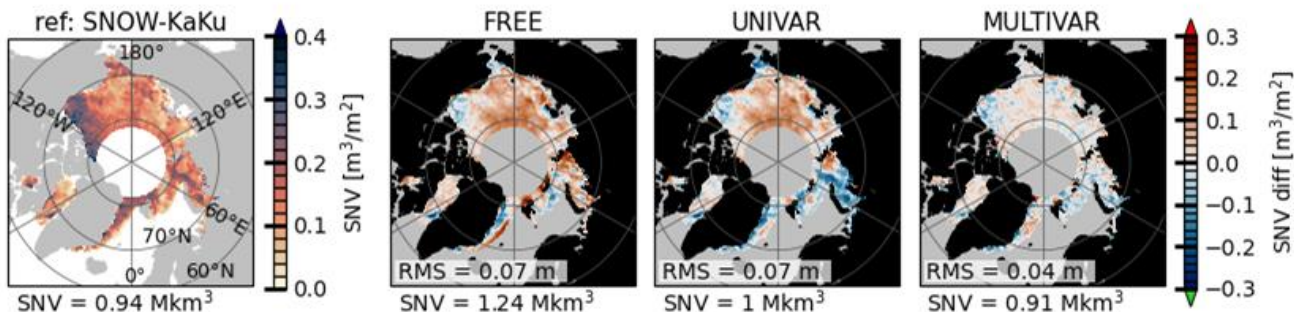 ref: SNOW-KaKu
180°
120°W
120°E
60°E
70°N
0°
60°N
SNV = 0.94 Mkm³
0.4
0.3
0.2
0.1
0.0
SNV [m³/m²]
FREE
RMS = 0.07 m
SNV = 1.24 Mkm³
UNIVAR
RMS = 0.07 m
SNV = 1 Mkm³
MULTIVAR
RMS = 0.04 m
SNV = 0.91 Mkm³
0.3
0.2
0.1
0.0
−0.1
−0.2
−0.3
SNV diff [m³/m²]